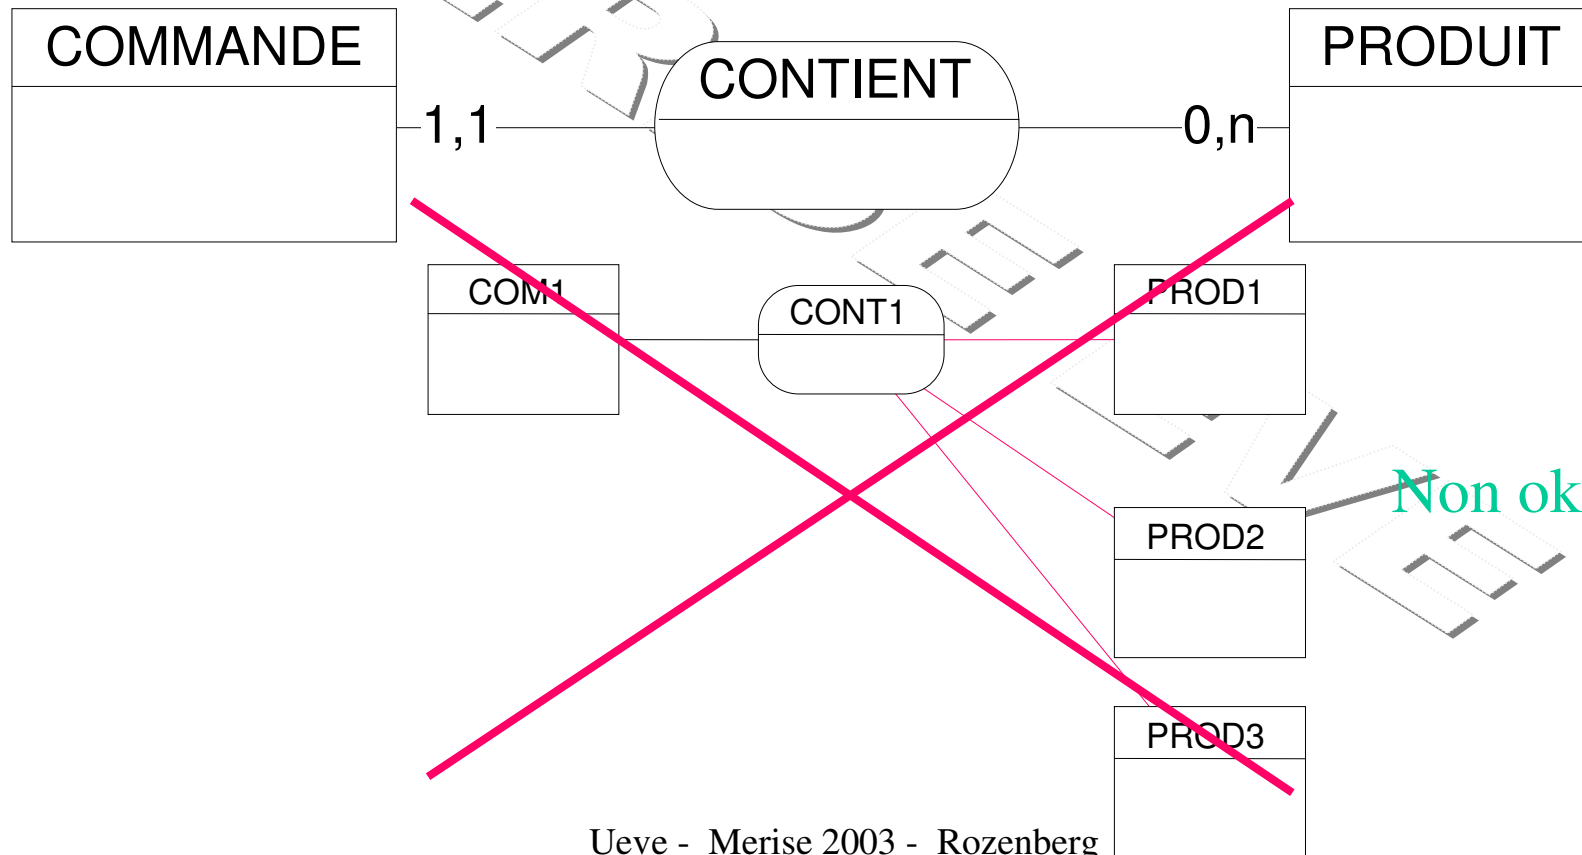 COMMANDE
CONTIENT
PRODUIT
1,1
0,n
COM1
CONT1
PROD1
Non ok
PROD2
PROD3
Ueve - Merise 2003 - Rozenberg